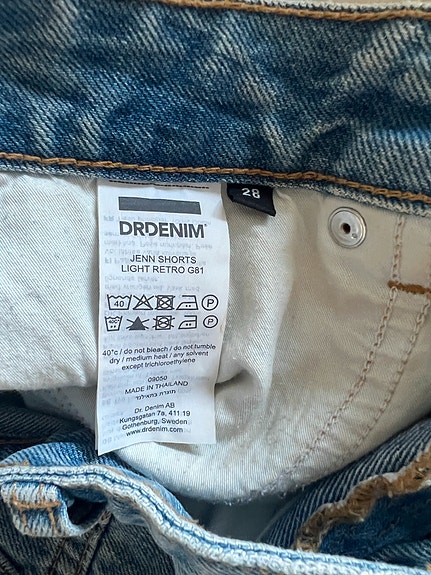 28
DRDENIM®
JENN SHORTS
LIGHT RETRO G81
40 P
P
40°c / do not bleach / do not tumble
dry / medium heat / any solvent
except trichloroethylene
09050
MADE IN THAILAND
תוצרת בתאילנד
Dr. Denim AB
Kungsgatan 7a, 411 19
Gothenburg, Sweden
www.drdenim.com